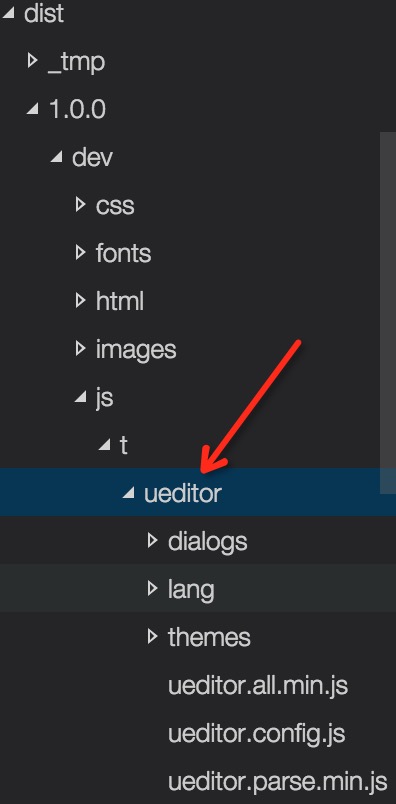 dist
_tmp
1.0.0
dev
css
fonts
html
images
js
t
ueditor
dialogs
lang
themes
ueditor.all.min.js
ueditor.config.js
ueditor.parse.min.js